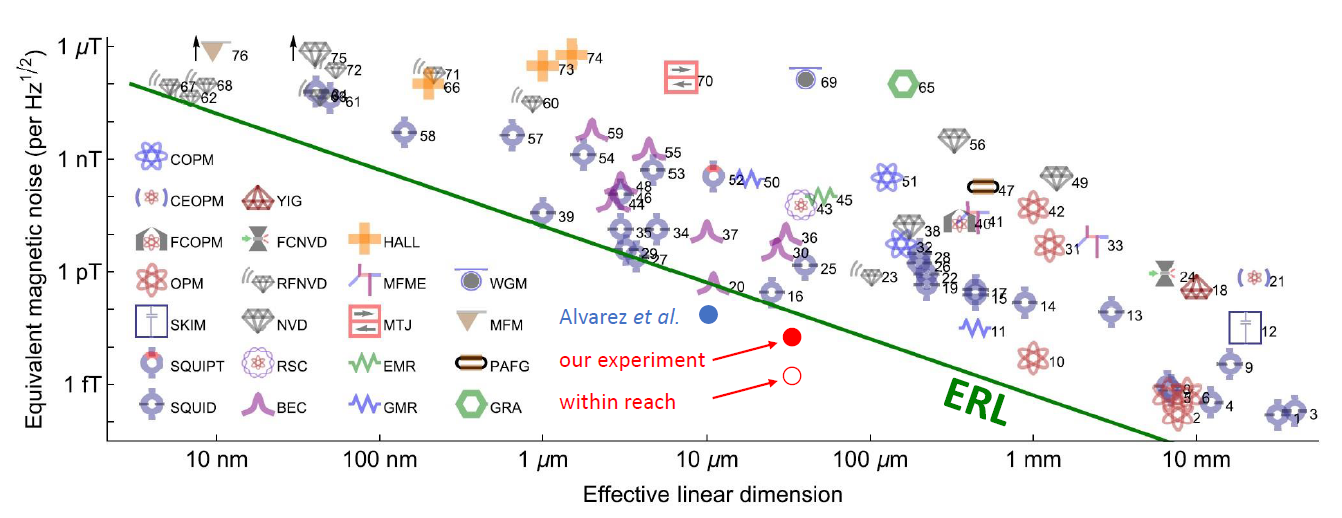 Equivalent magnetic noise (per Hz^1/2)
1 μT
1 nT
1 pT
1 fT
76
75
72
67
68
62
61
71
66
73
74
70
69
65
60
58
57
59
54
55
53
52
50
51
56
49
47
48
46
44
43
45
42
41
40
39
38
37
36
35
34
33
32
31
30
29
28
27
26
25
24
23
22
21
20
19
18
17
16
15
14
13
12
11
10
9
6
5
4
3
2
1
COPM
CEOPM
YIG
FCOPM
FCNVD
HALL
OPM
RFNVD
MFME
WGM
SKIM
NVD
MTJ
MFM
SQUIPT
RSC
EMR
PAFG
SQUID
BEC
GMR
GRA
Alvarez et al.
our experiment
within reach
ERL
10 nm
100 nm
1 μm
10 μm
100 μm
1 mm
10 mm
Effective linear dimension